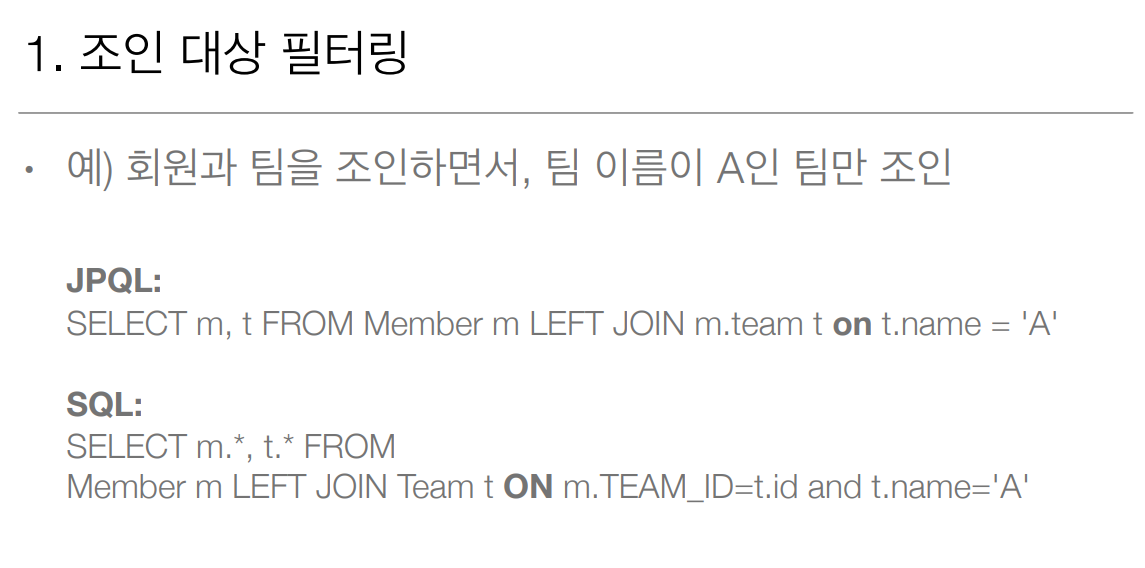 1. 조인 대상 필터링
• 예) 회원과 팀을 조인하면서, 팀 이름이 A인 팀만 조인
JPQL:
SELECT m, t FROM Member m LEFT JOIN m.team t on t.name = 'A'
SQL:
SELECT m.*, t.* FROM
Member m LEFT JOIN Team t ON m.TEAM_ID=t.id and t.name='A'